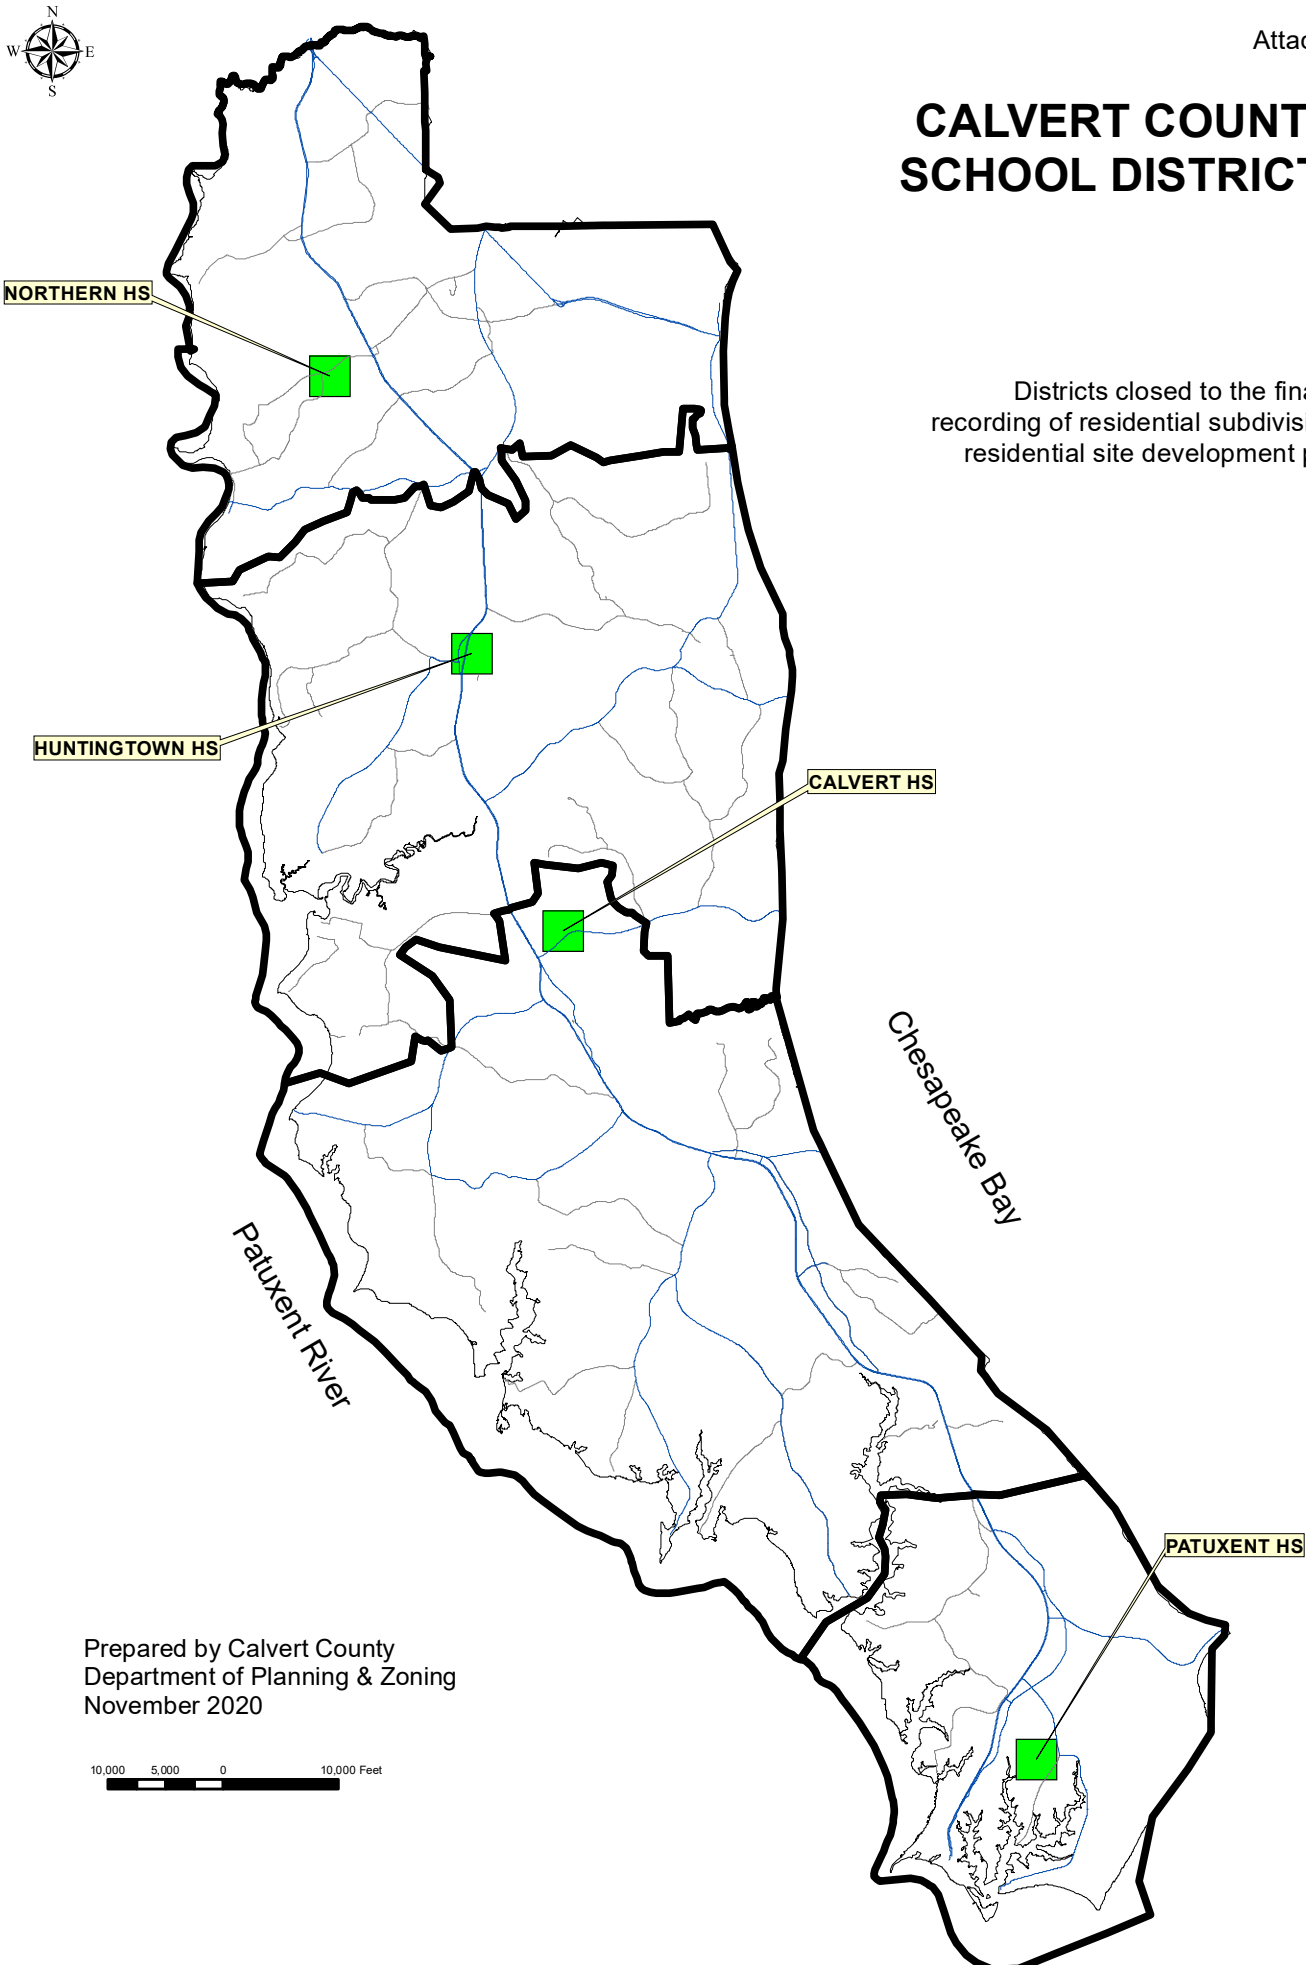 N
W E
S
Attac
CALVERT COUNT
SCHOOL DISTRICT
NORTHERN HS
Districts closed to the fina
recording of residential subdivisi
residential site development p
HUNTINGTOWN HS
CALVERT HS
Chesapeake Bay
Patuxent River
PATUXENT HS
Prepared by Calvert County
Department of Planning & Zoning
November 2020
10,000 5,000 0 10,000 Feet